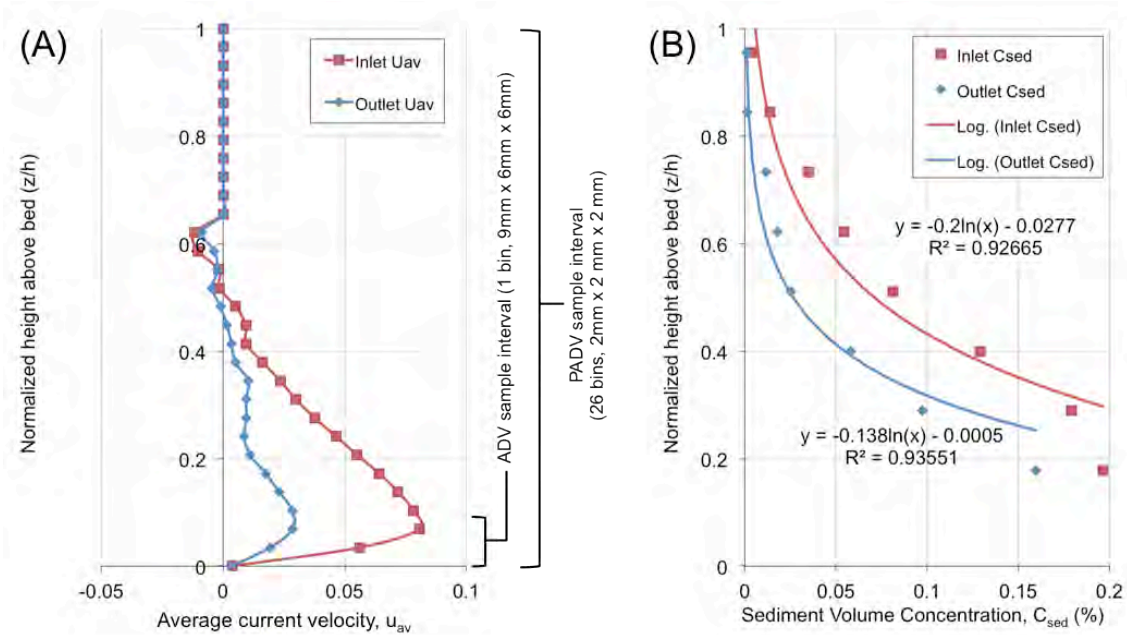 (A)
Normalized height above bed (z/h)
1
0.8
0.6
0.4
0.2
0
-0.05
0
0.05
0.1
Average current velocity, uav
Inlet Uav
Outlet Uav
ADV sample interval (1 bin, 9mm x 6mm x 6mm)
PADV sample interval
(26 bins, 2mm x 2 mm x 2 mm)
(B)
Normalized height above bed (z/h)
1
0.8
0.6
0.4
0.2
0
0
0.05
0.1
0.15
0.2
Sediment Volume Concentration, Csed (%)
Inlet Csed
Outlet Csed
Log. (Inlet Csed)
Log. (Outlet Csed)
y = -0.2ln(x) - 0.0277
R² = 0.92665
y = -0.138ln(x) - 0.0005
R² = 0.93551